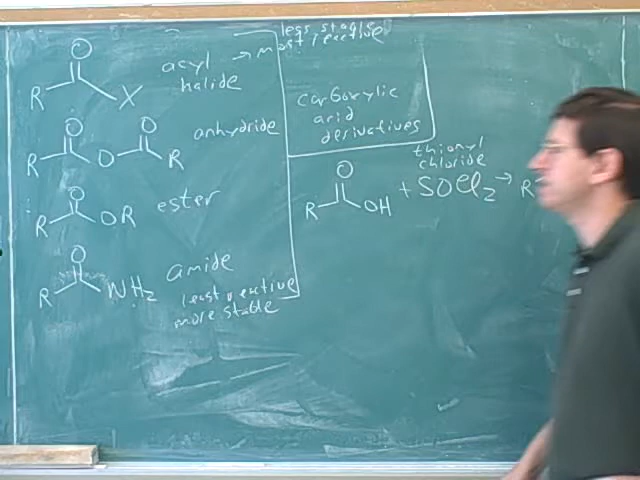 less stable
most reactive
O
R X
acyl
halide
O O
R O R
anhydride
O
R OR
ester
O
R NH2
amide
least reactive
more stable
carboxylic
acid
derivatives
O
R OH
+ SOCl2 → R
thionyl
chloride